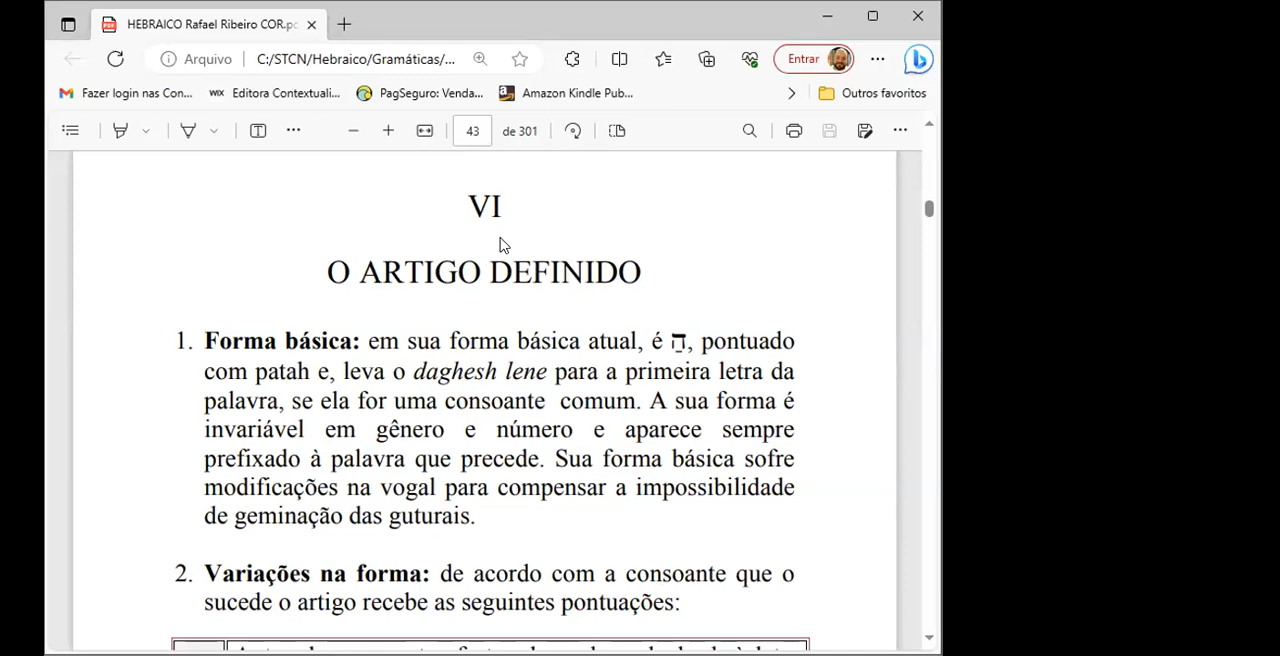 HEBRAICO Rafael Ribeiro COR.pc
Arquivo C:/STCN/Hebraico/Gramáticas/... Entrar
Fazer login nas Con... WIX Editora Contextuali... PagSeguro: Venda... Amazon Kindle Pub... Outros favoritos
43 de 301
VI
O ARTIGO DEFINIDO
1. Forma básica: em sua forma básica atual, é הַ, pontuado
com patah e, leva o daghesh lene para a primeira letra da
palavra, se ela for uma consoante comum. A sua forma é
invariável em gênero e número e aparece sempre
prefixado à palavra que precede. Sua forma básica sofre
modificações na vogal para compensar a impossibilidade
de geminação das guturais.
2. Variações na forma: de acordo com a consoante que o
sucede o artigo recebe as seguintes pontuações: